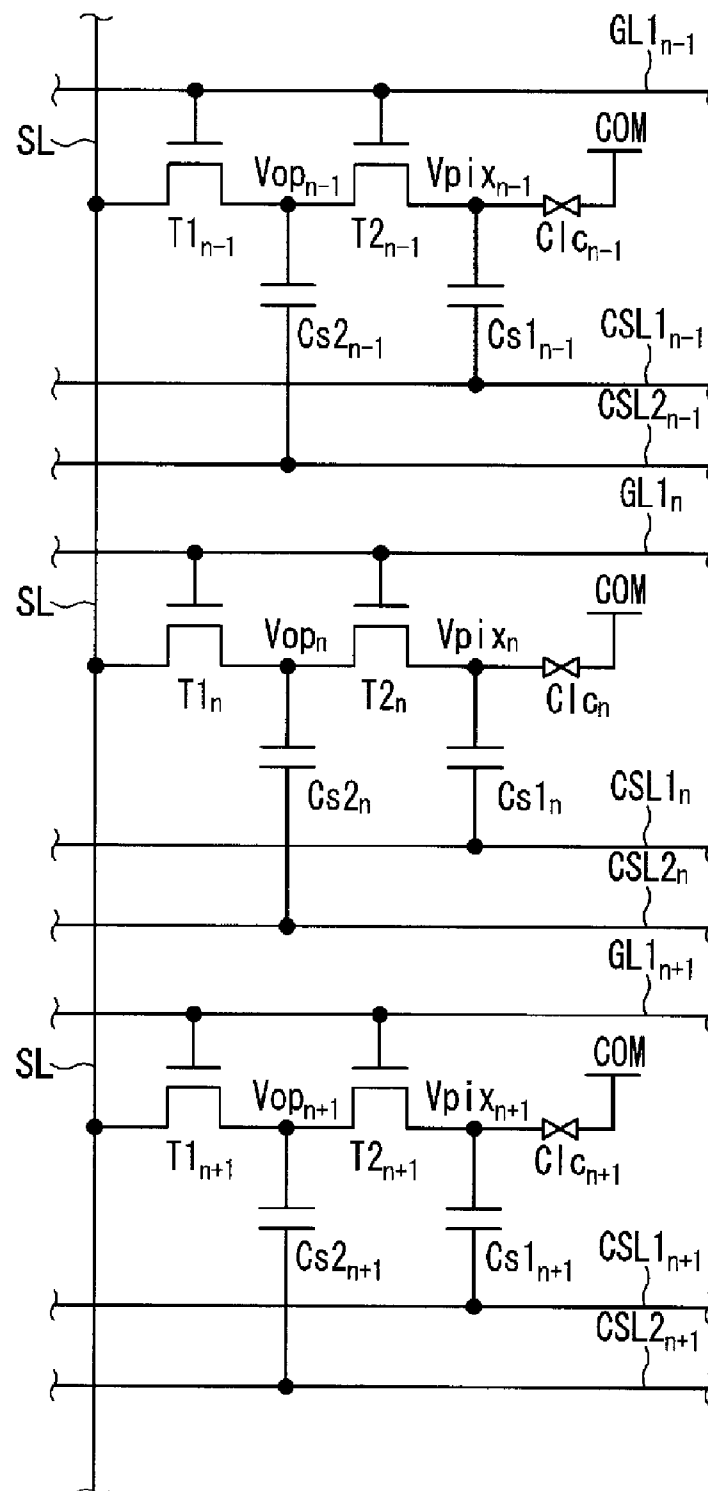 GL1n-1
SL
COM
Vopn-1
Vpixn-1
T1n-1
T2n-1
Clcn-1
Cs2n-1
Cs1n-1
CSL1n-1
CSL2n-1
GL1n
SL
COM
Vopn
Vpixn
T1n
T2n
Clcn
Cs2n
Cs1n
CSL1n
CSL2n
GL1n+1
SL
COM
Vopn+1
Vpixn+1
T1n+1
T2n+1
Clcn+1
Cs2n+1
Cs1n+1
CSL1n+1
CSL2n+1